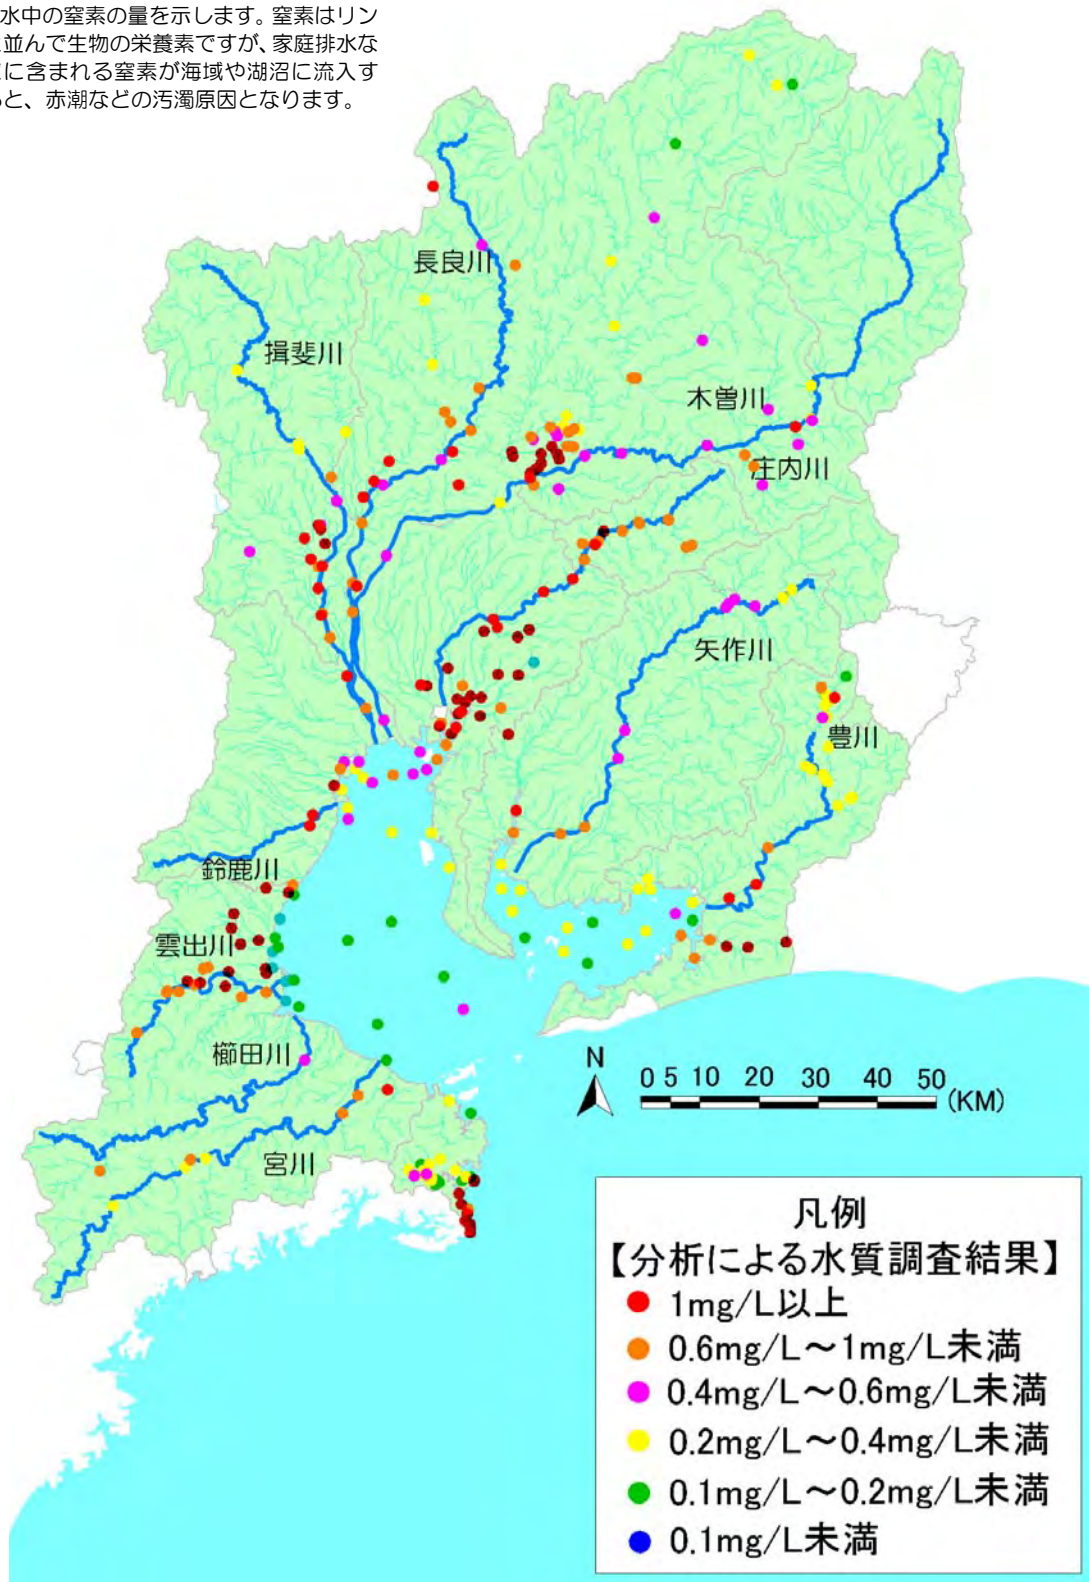 水中の窒素の量を示します。窒素はリン
並んで生物の栄養素ですが、家庭排水な
に含まれる窒素が海域や湖沼に流入す
と、赤潮などの汚濁原因となります。
長良川
揖斐川
木曽川
庄内川
矢作川
豊川
鈴鹿川
雲出川
櫛田川
宮川
N
0 5 10 20 30 40 50
(KM)
凡例
【分析による水質調査結果】
1mg/L以上
0.6mg/L～1mg/L未満
0.4mg/L～0.6mg/L未満
0.2mg/L～0.4mg/L未満
0.1mg/L～0.2mg/L未満
0.1mg/L未満